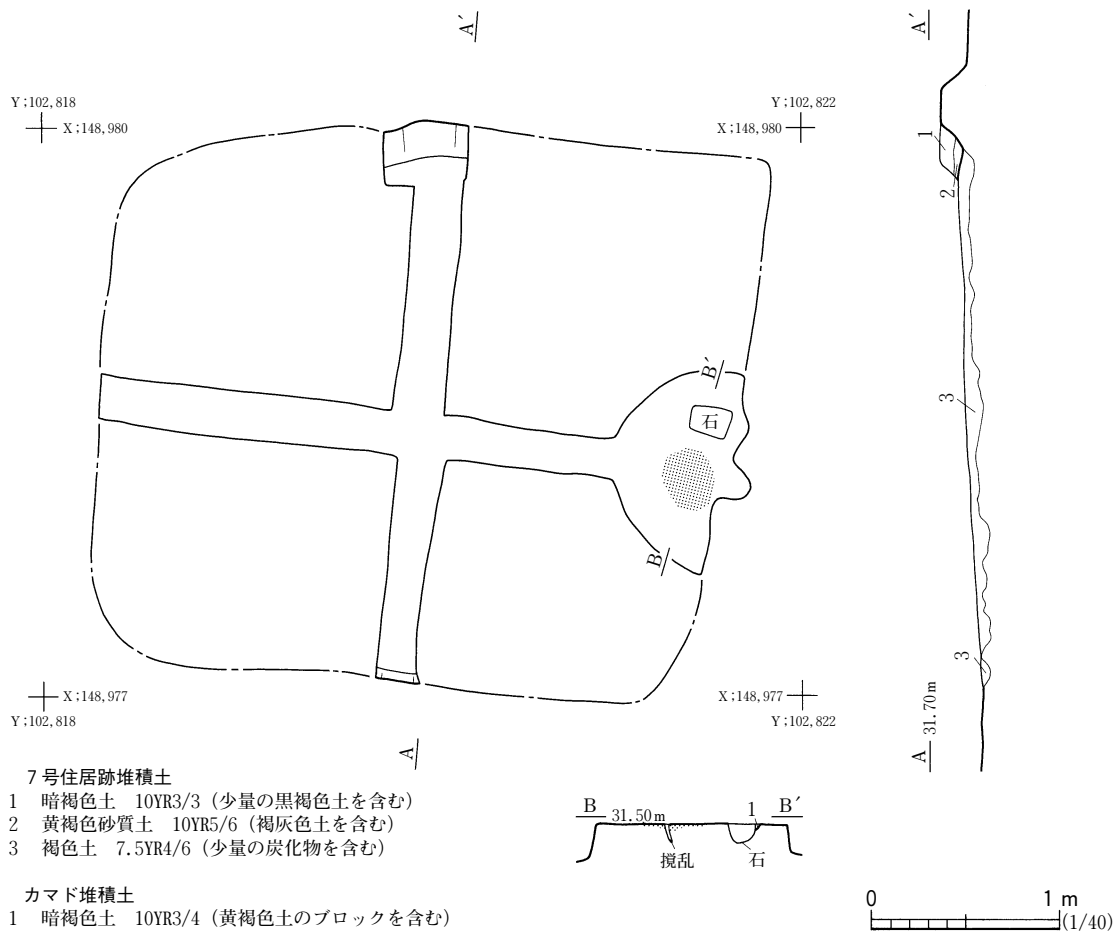 A′
A′
Y;102,818
X;148,980
Y;102,822
X;148,980
1
2
B′
石
3
B
3
X;148,977
Y;102,818
X;148,977
Y;102,822
A
A 31.70m
7号住居跡堆積土
1 暗褐色土 10YR3/3(少量の黒褐色土を含む)
2 黄褐色砂質土 10YR5/6(褐灰色土を含む)
3 褐色土 7.5YR4/6(少量の炭化物を含む)
B 31.50m 1 B′
撹乱 石
カマド堆積土
1 暗褐色土 10YR3/4(黄褐色土のブロックを含む)
0 1 m
(1/40)